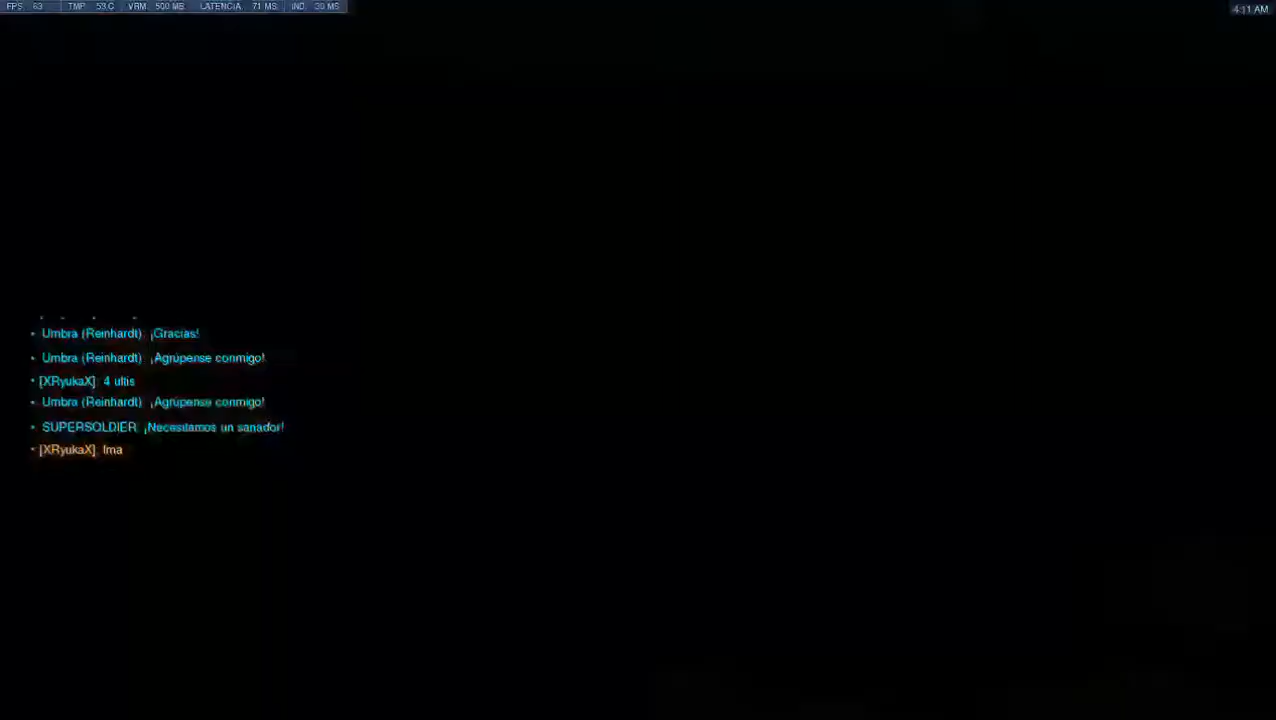 FPS 63 TMP 53 C VRM 500 MB LATENCIA 71 MS IND 30 MS
4:11 AM
Umbra (Reinhardt) ¡Gracias!
Umbra (Reinhardt) ¡Agrúpense conmigo!
[XRyukaX]: 4 ultis
Umbra (Reinhardt) ¡Agrúpense conmigo!
SUPERSOLDIER ¡Necesitamos un sanador!
[XRyukaX]: lma